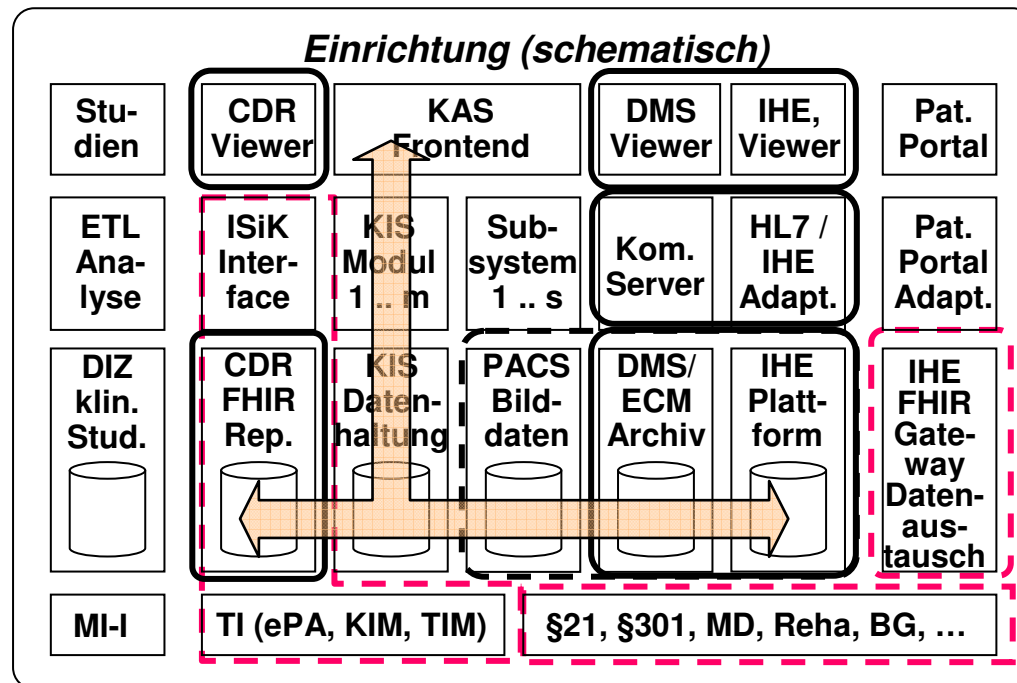 Einrichtung (schematisch)
Stu-
dien
CDR
Viewer
KAS
Frontend
DMS
Viewer
IHE,
Viewer
Pat.
Portal
ETL
Ana-
lyse
ISiK
Inter-
face
KIS
Modul
1 .. m
Sub-
system
1 .. s
Kom.
Server
HL7 /
IHE
Adapt.
Pat.
Portal
Adapt.
DIZ
klin.
Stud.
CDR
FHIR
Rep.
KIS
Daten-
haltung
PACS
Bild-
daten
DMS/
ECM
Archiv
IHE
Platt-
form
IHE
FHIR
Gate-
way
Daten-
aus-
tausch
MI-I
TI (ePA, KIM, TIM)
§21, §301, MD, Reha, BG, …